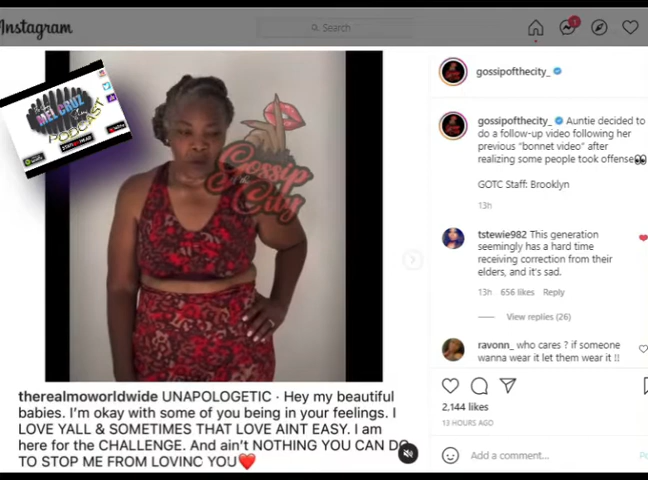 Instagram
Search
1
MEL CRUZ
PODCAST
Gossip
City
gossipofthecity_
gossipofthecity_ Auntie decided to
do a follow-up video following her
previous "bonnet video" after
realizing some people took offense👀
GOTC Staff: Brooklyn
13h
tstewie982 This generation
seemingly has a hard time
receiving correction from their
elders, and it's sad.
13h 656 likes Reply
View replies (26)
ravonn_ who cares ? if someone
wanna wear it let them wear it !!
2,144 likes
13 HOURS AGO
Add a comment...
therealmoworldwide UNAPOLOGETIC · Hey my beautiful
babies. I'm okay with some of you being in your feelings. I
LOVE YALL & SOMETIMES THAT LOVE AINT EASY. I am
here for the CHALLENGE. And ain't NOTHING YOU CAN DO
TO STOP ME FROM LOVINC YOU❤️